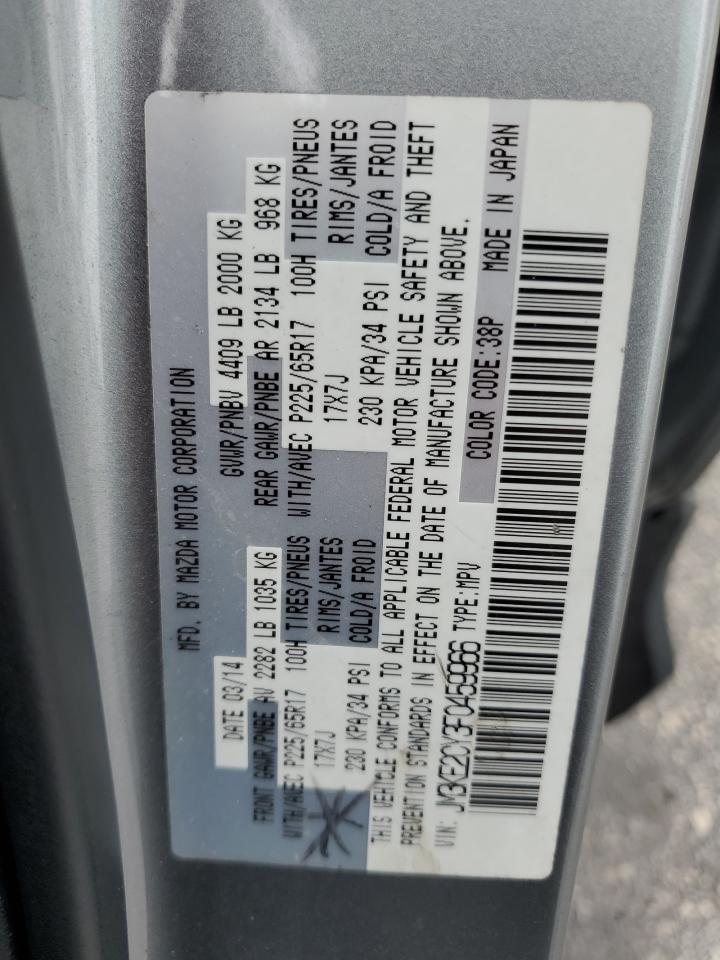 MFD. BY MAZDA MOTOR CORPORATION
DATE 03/14 GVWR/PNBV 4409 LB 2000 KG
FRONT GAWR/PNBE AV 2282 LB 1035 KG REAR GAWR/PNBE AR 2134 LB 968 KG
WITH/AVEC P225/65R17 100H TIRES/PNEUS WITH/AVEC P225/65R17 100H TIRES/PNEUS
17X7J RIMS/JANTES 17X7J RIMS/JANTES
230 KPA/34 PSI COLD/A FROID 230 KPA/34 PSI COLD/A FROID
THIS VEHICLE CONFORMS TO ALL APPLICABLE FEDERAL MOTOR VEHICLE SAFETY AND THEFT
PREVENTION STANDARDS IN EFFECT ON THE DATE OF MANUFACTURE SHOWN ABOVE.
VIN: JM3KE2CY3F0459966 TYPE:MPV COLOR CODE:38P MADE IN JAPAN